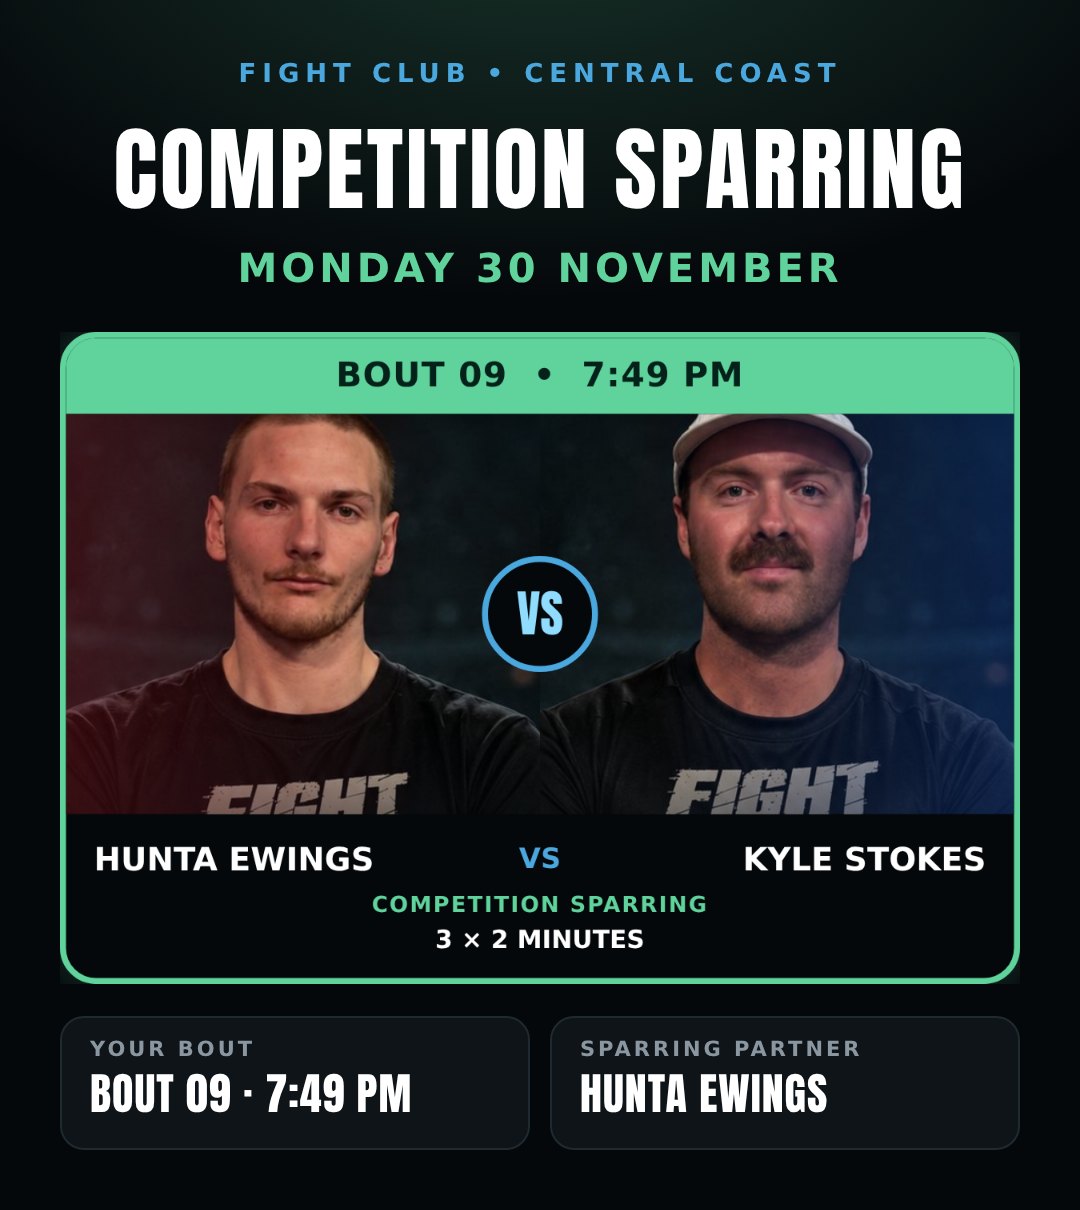 FIGHT CLUB • CENTRAL COAST
COMPETITION SPARRING
MONDAY 30 NOVEMBER
BOUT 09 • 7:49 PM
VS
FIGHT
FIGHT
HUNTA EWINGS VS KYLE STOKES
COMPETITION SPARRING
3 × 2 MINUTES
YOUR BOUT
BOUT 09 · 7:49 PM
SPARRING PARTNER
HUNTA EWINGS